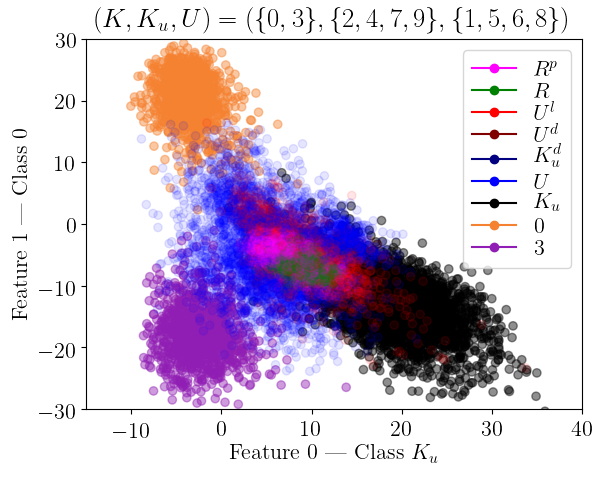 (K, K_u, U) = ({0, 3}, {2, 4, 7, 9}, {1, 5, 6, 8})
30
20
10
0
−10
−20
−30
Feature 1 — Class 0
R^p
R
U^l
U^d
K_u^d
U
K_u
0
3
−10
0
10
20
30
40
Feature 0 — Class K_u